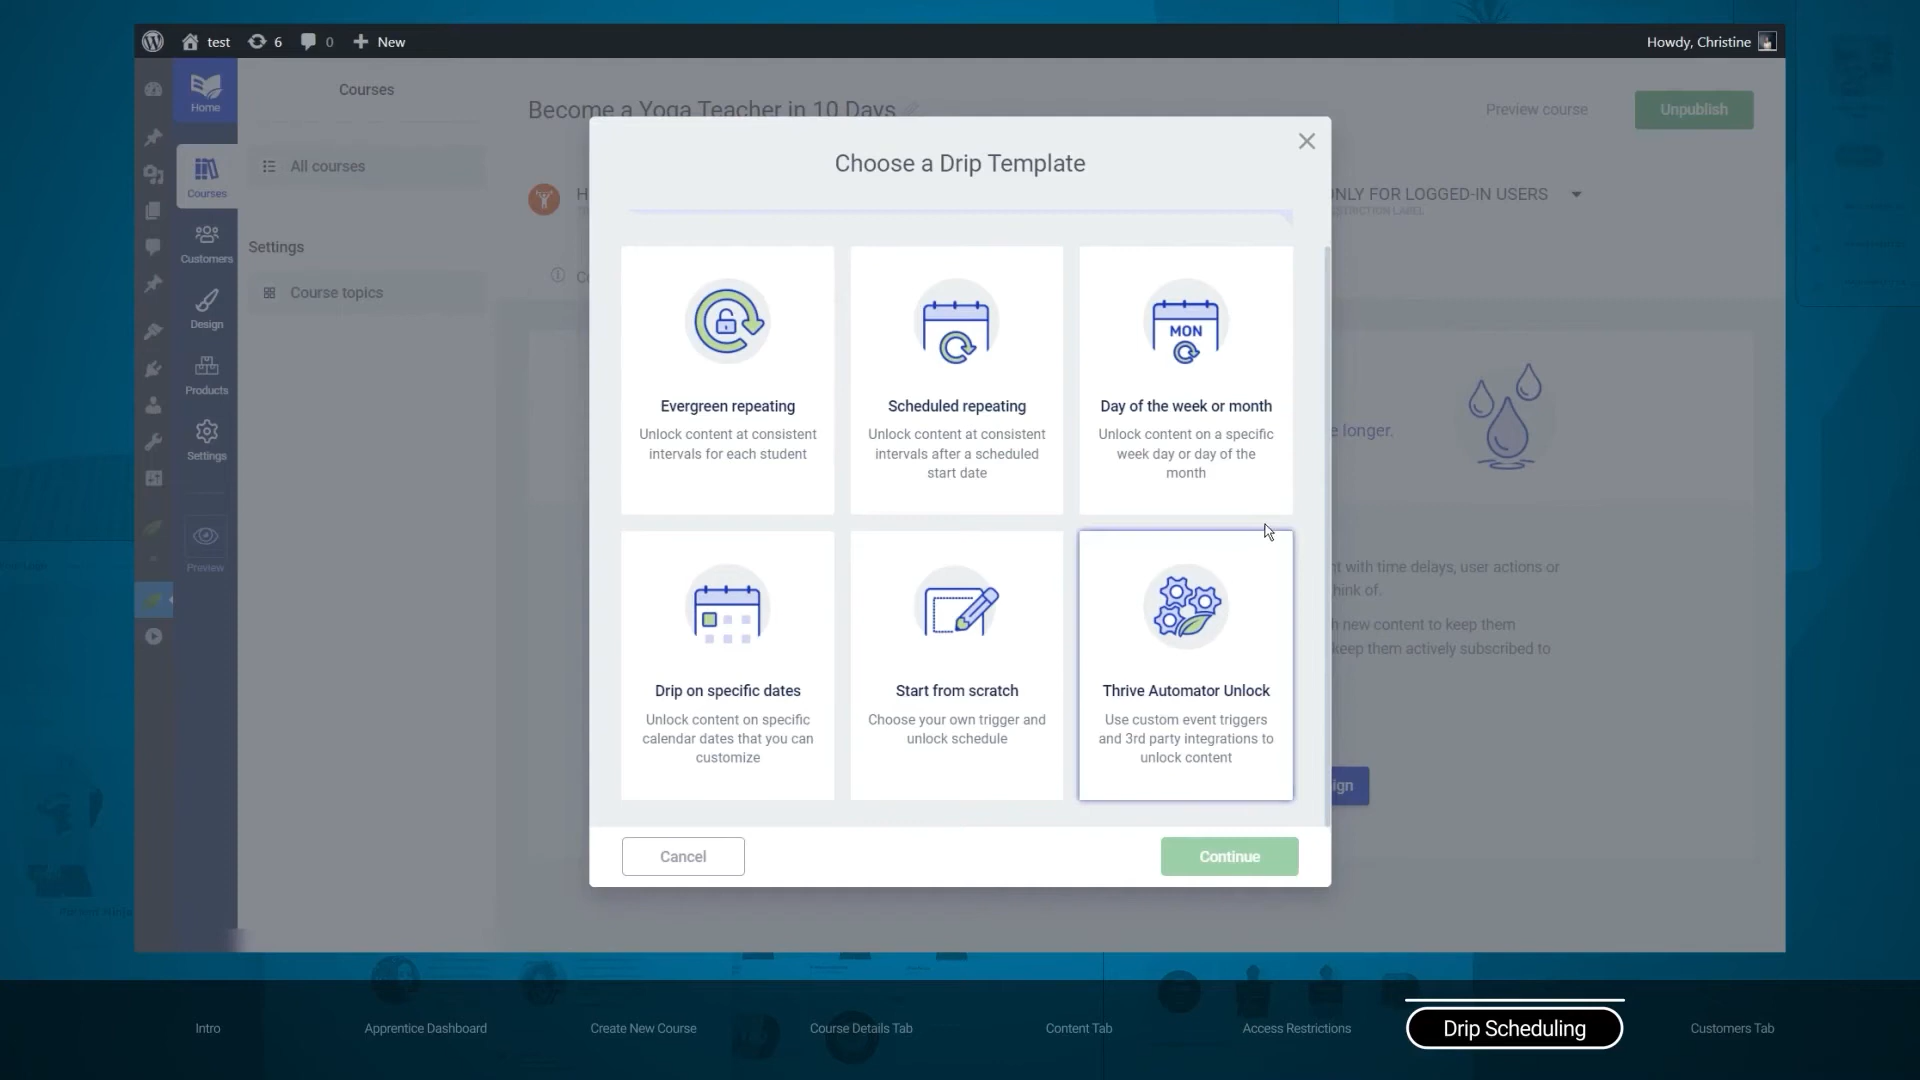 test
6
0
New
Howdy, Christine
Home
Courses
Customers
Design
Products
Settings
Preview
Courses
All courses
Settings
Course topics
Become a Yoga Teacher in 10 Days
Preview course
Unpublish
H
ONLY FOR LOGGED-IN USERS
STRICTION LABEL
Co
e longer.
nt with time delays, user actions or
hink of.
h new content to keep them
keep them actively subscribed to
ign
Choose a Drip Template
Evergreen repeating
Unlock content at consistent
intervals for each student
Scheduled repeating
Unlock content at consistent
intervals after a scheduled
start date
MON
Day of the week or month
Unlock content on a specific
week day or day of the
month
Drip on specific dates
Unlock content on specific
calendar dates that you can
customize
Start from scratch
Choose your own trigger and
unlock schedule
Thrive Automator Unlock
Use custom event triggers
and 3rd party integrations to
unlock content
Cancel
Continue
Intro
Apprentice Dashboard
Create New Course
Course Details Tab
Content Tab
Access Restrictions
Drip Scheduling
Customers Tab